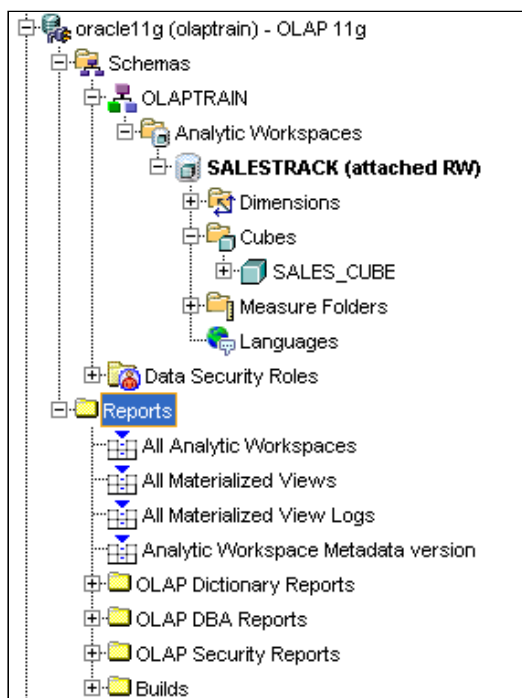 oracle11g (olaptrain) - OLAP 11g
Schemas
OLAPTRAIN
Analytic Workspaces
SALESTRACK (attached RW)
Dimensions
Cubes
SALES_CUBE
Measure Folders
Languages
Data Security Roles
Reports
All Analytic Workspaces
All Materialized Views
All Materialized View Logs
Analytic Workspace Metadata version
OLAP Dictionary Reports
OLAP DBA Reports
OLAP Security Reports
Builds